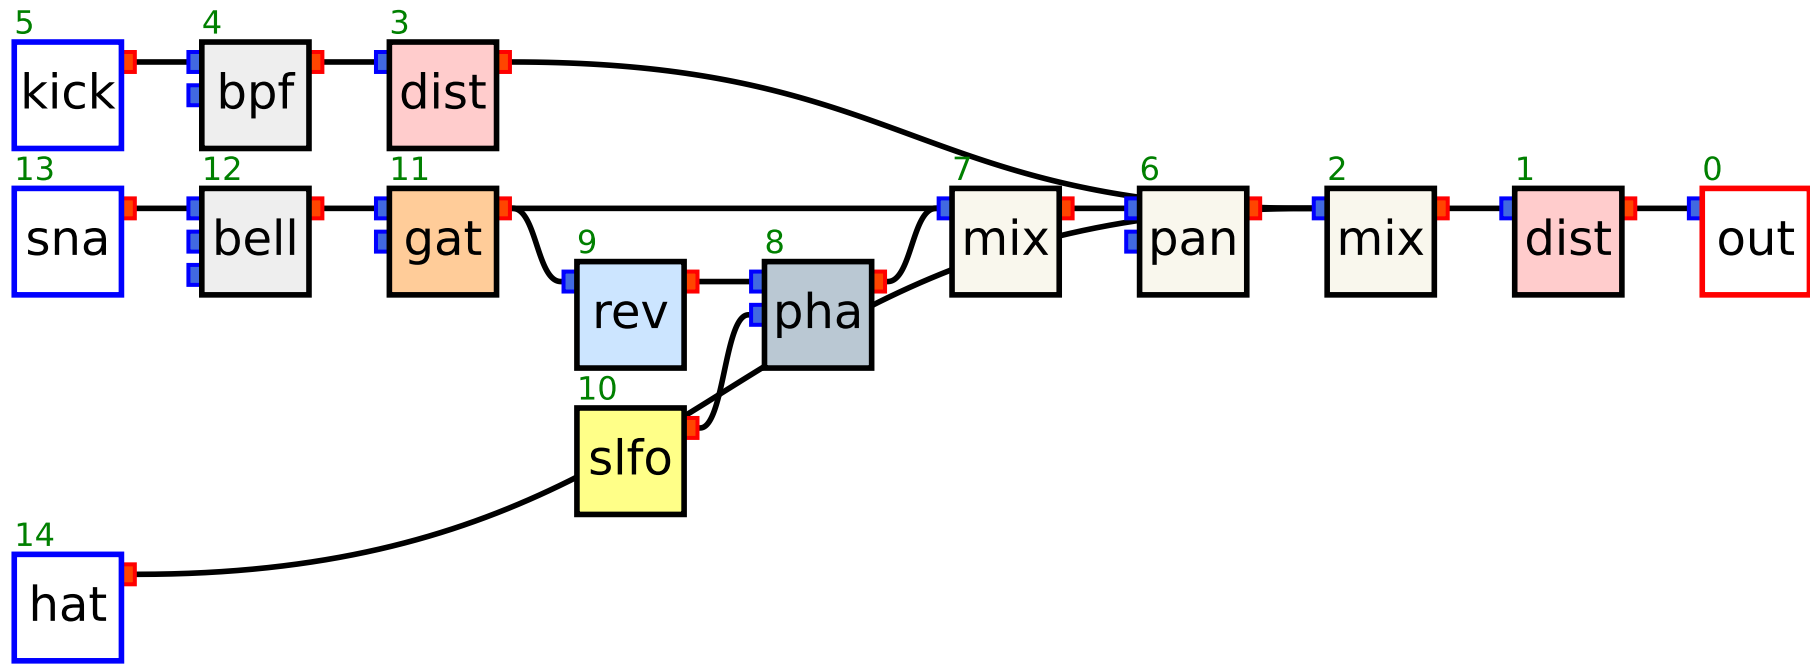 5 4 3
kick bpf dist
13 12 11 7 6 2 1 0
sna bell gat mix pan mix dist out
9 8
rev pha
10
slfo
14
hat